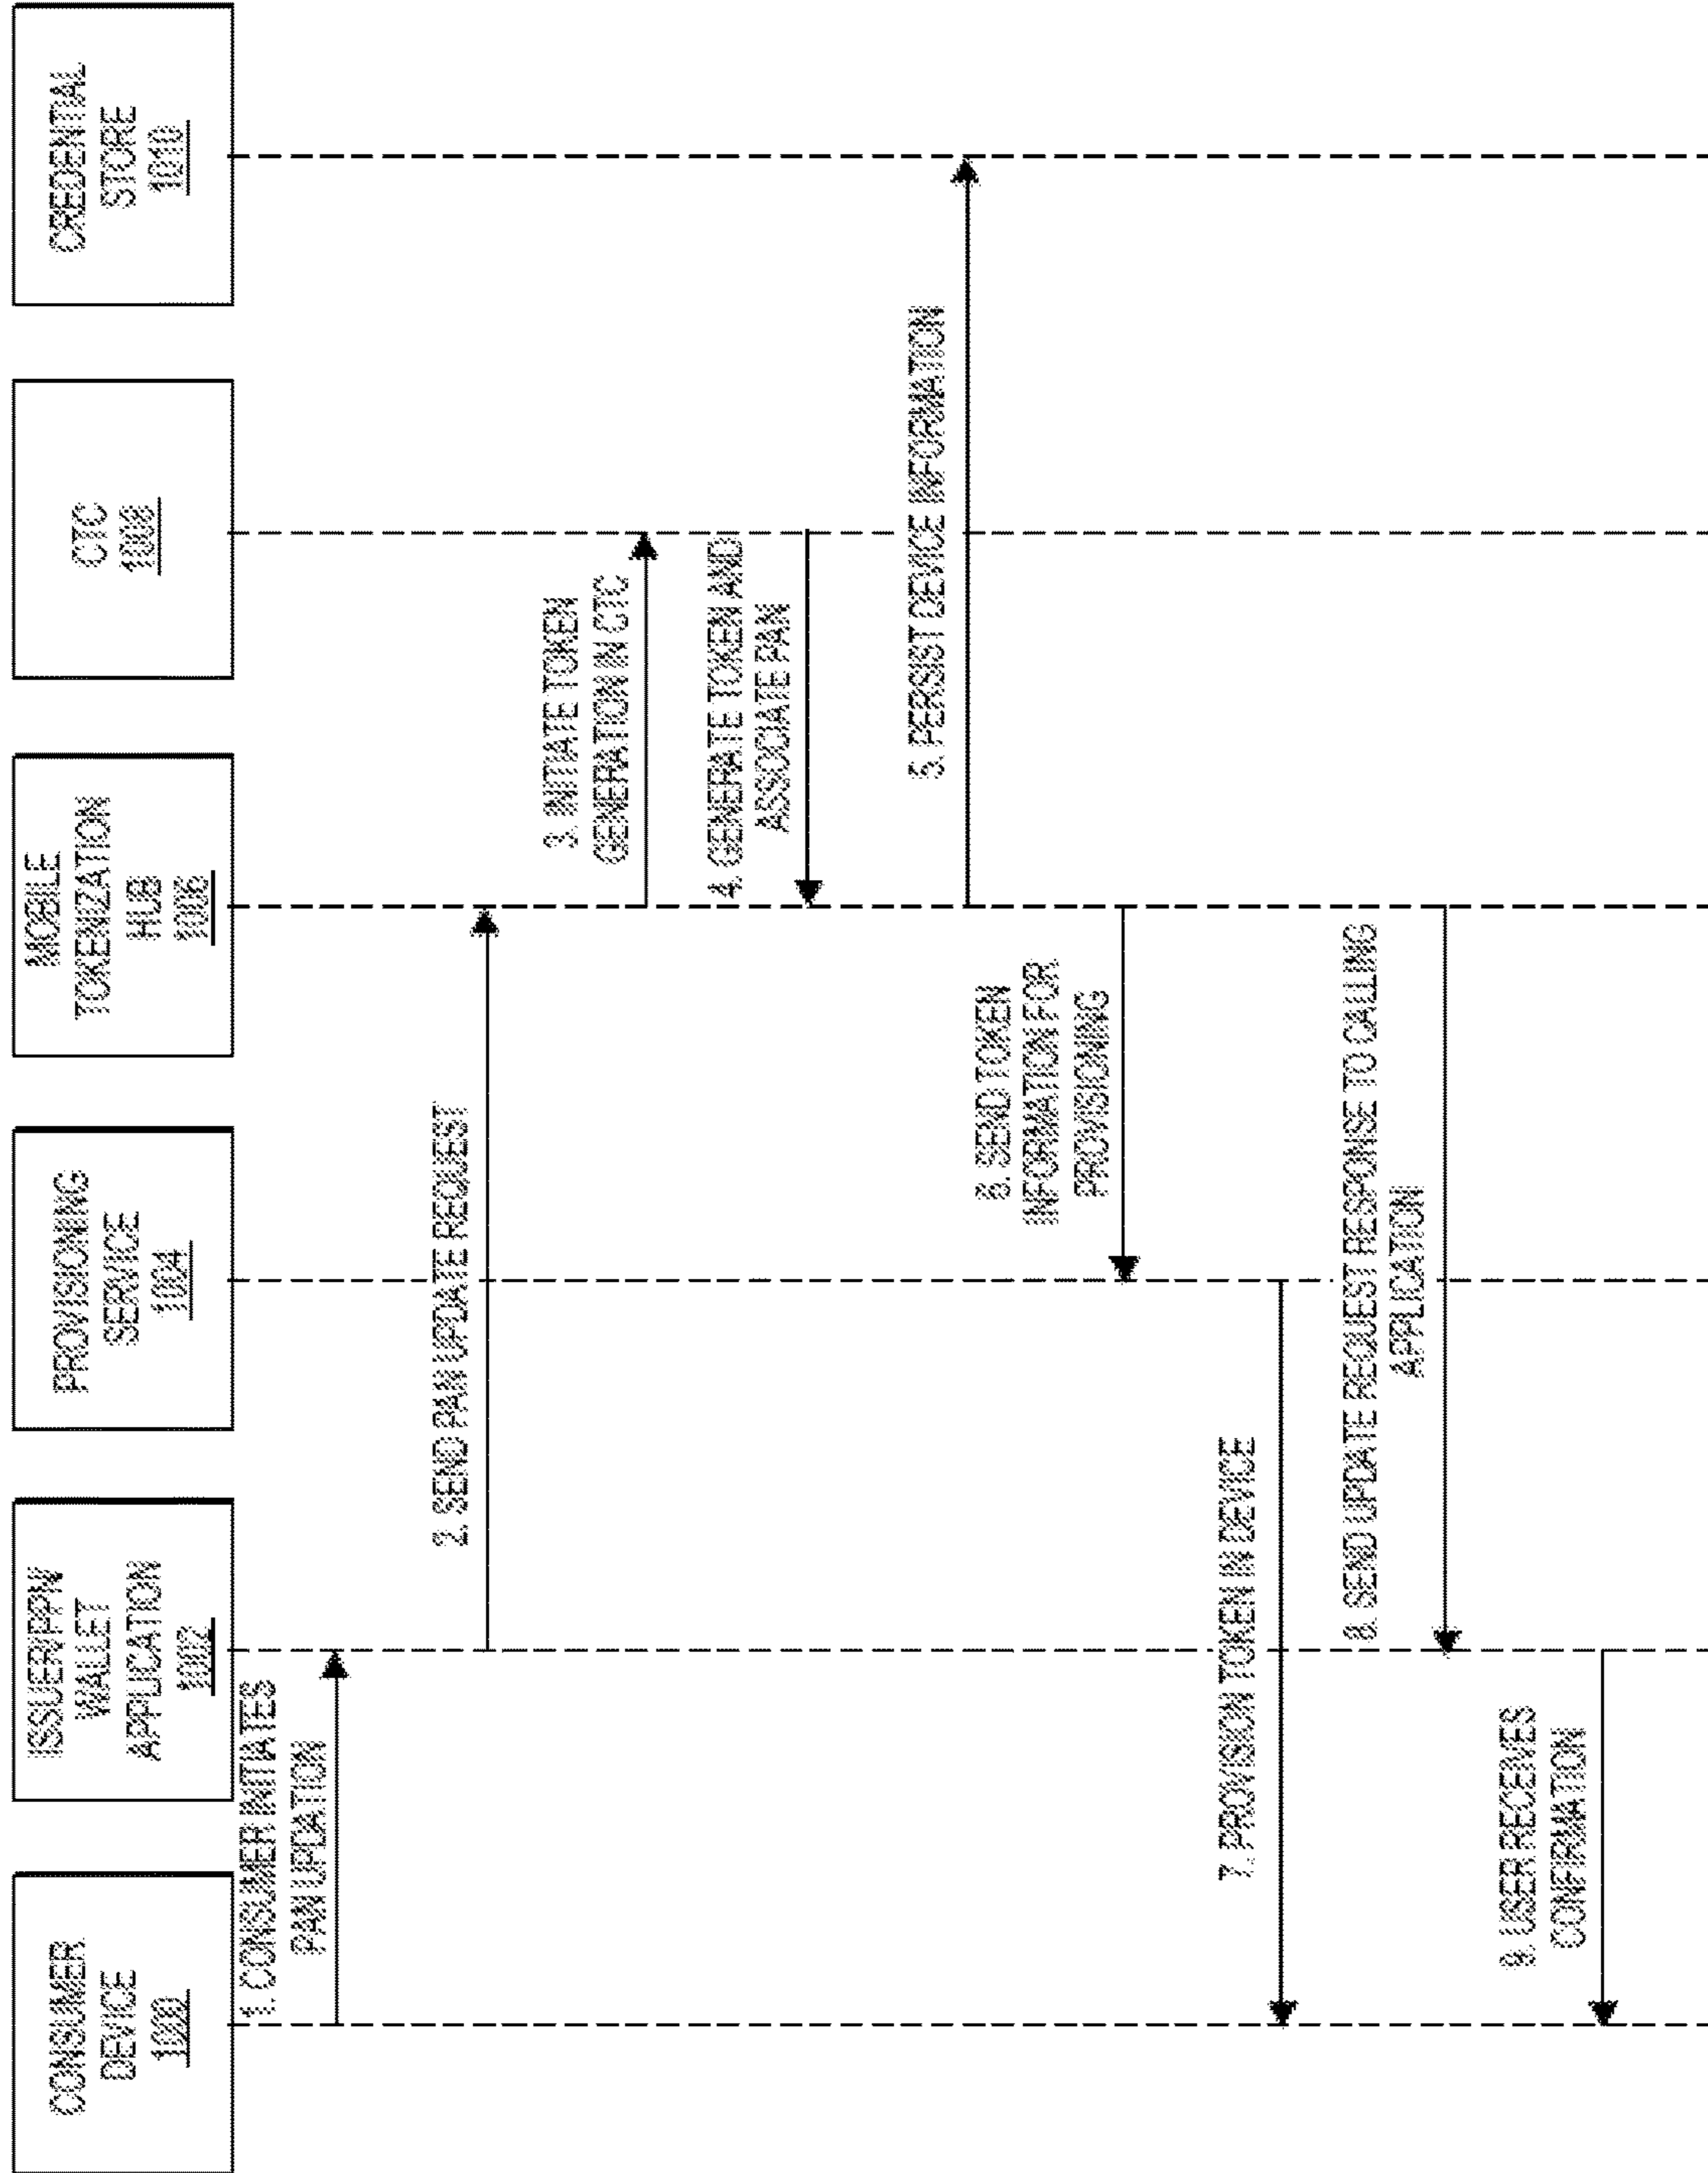 CONSUMER
DEVICE
1000
ISSUER/PPW
WALLET
APPLICATION
1002
PROVISIONING
SERVICE
1004
MOBILE
TOKENIZATION
HUB
1006
CTC
1008
CREDENTIAL
STORE
1010
1. CONSUMER INITIATES
PAN UPDATION
2. SEND PAN UPDATE REQUEST
3. INITIATE TOKEN
GENERATION IN CTC
4. GENERATE TOKEN AND
ASSOCIATE PAN
5. PERSIST DEVICE INFORMATION
6. SEND TOKEN
INFORMATION FOR
PROVISIONING
7. PROVISION TOKEN IN DEVICE
8. SEND UPDATE REQUEST RESPONSE TO CALLING
APPLICATION
9. USER RECEIVES
CONFIRMATION